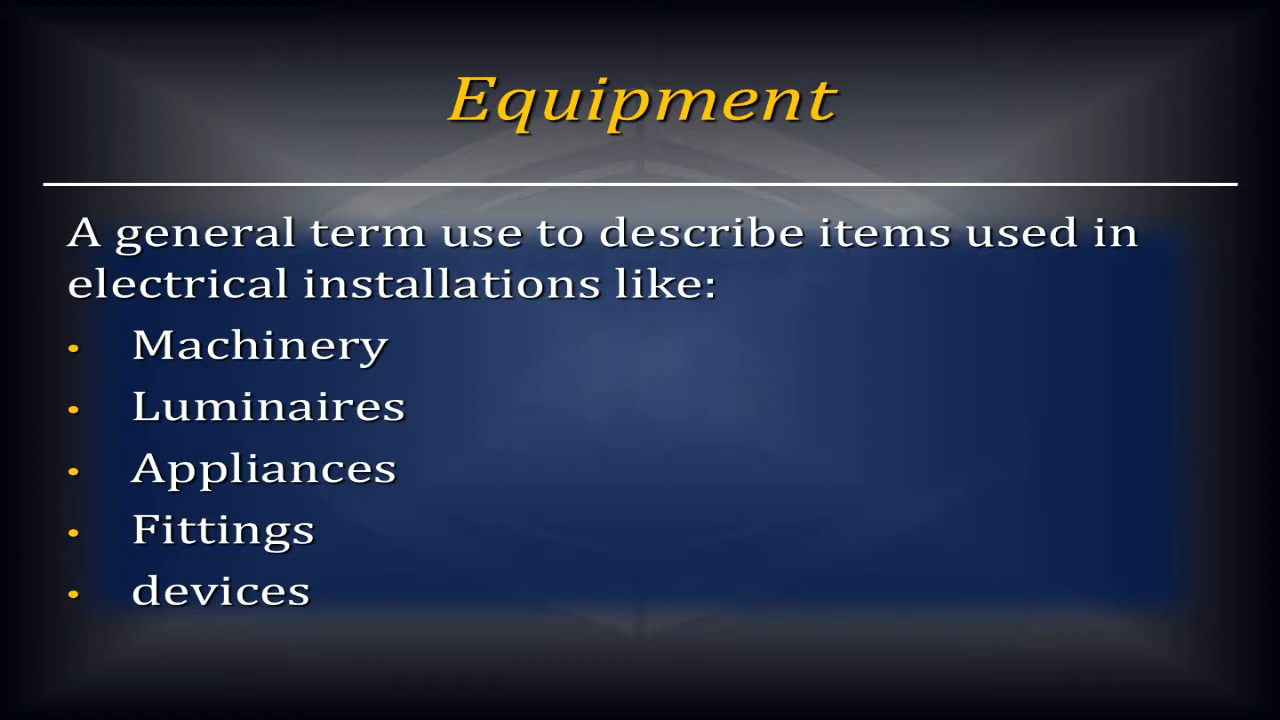 Equipment
A general term use to describe items used in
electrical installations like:
• Machinery
• Luminaires
• Appliances
• Fittings
• devices